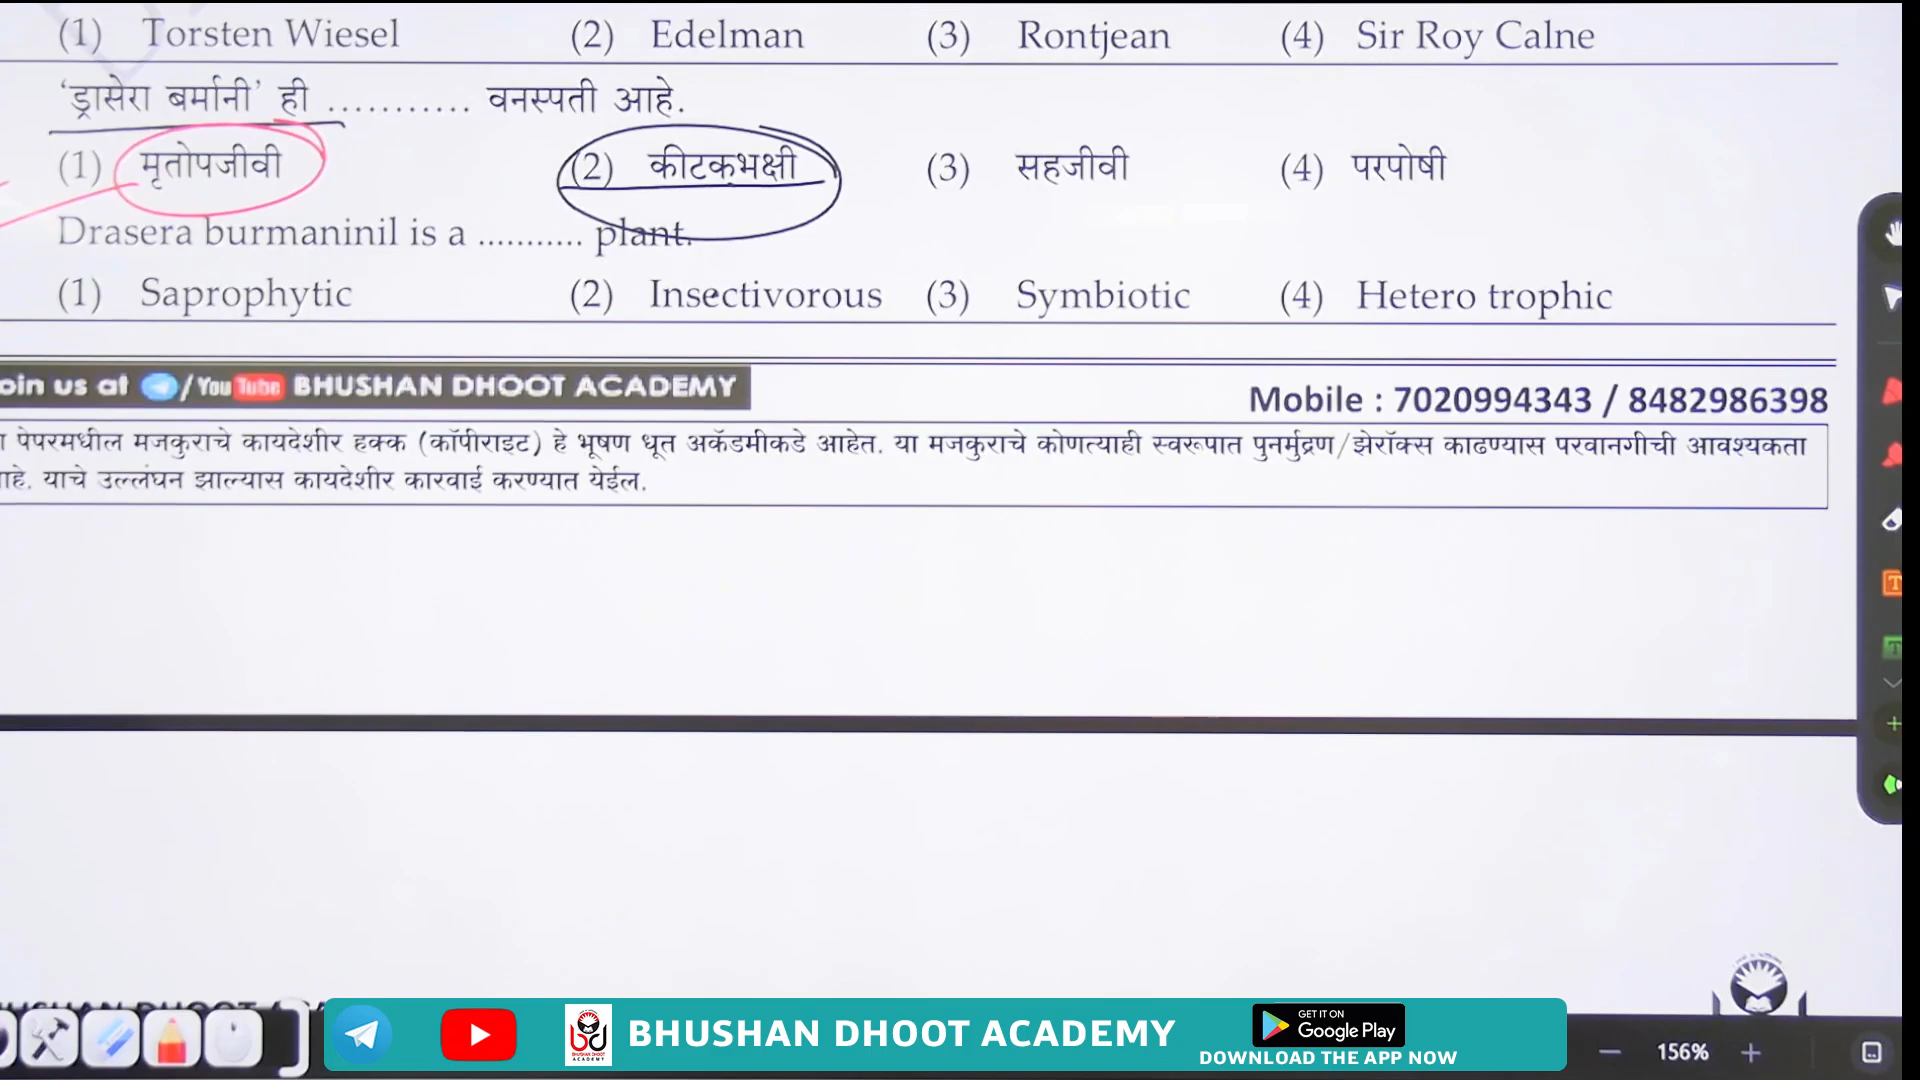 (1) Torsten Wiesel (2) Edelman (3) Rontjean (4) Sir Roy Calne
‘ड्रासेरा बर्मानी’ ही ........... वनस्पती आहे.
(1) मृतोपजीवी (2) कीटकभक्षी (3) सहजीवी (4) परपोषी
Drasera burmaninil is a ........... plant.
(1) Saprophytic (2) Insectivorous (3) Symbiotic (4) Hetero trophic
oin us at /YouTube BHUSHAN DHOOT ACADEMY
Mobile : 7020994343 / 8482986398
पेपरमधील मजकुराचे कायदेशीर हक्क (कॉपीराइट) हे भूषण धूत अकॅडमीकडे आहेत. या मजकुराचे कोणत्याही स्वरूपात पुनर्मुद्रण/झेरॉक्स काढण्यास परवानगीची आवश्यकता
आहे. याचे उल्लंघन झाल्यास कायदेशीर कारवाई करण्यात येईल.
BHUSHAN DHOOT ACADEMY
GET IT ON
Google Play
DOWNLOAD THE APP NOW
156%